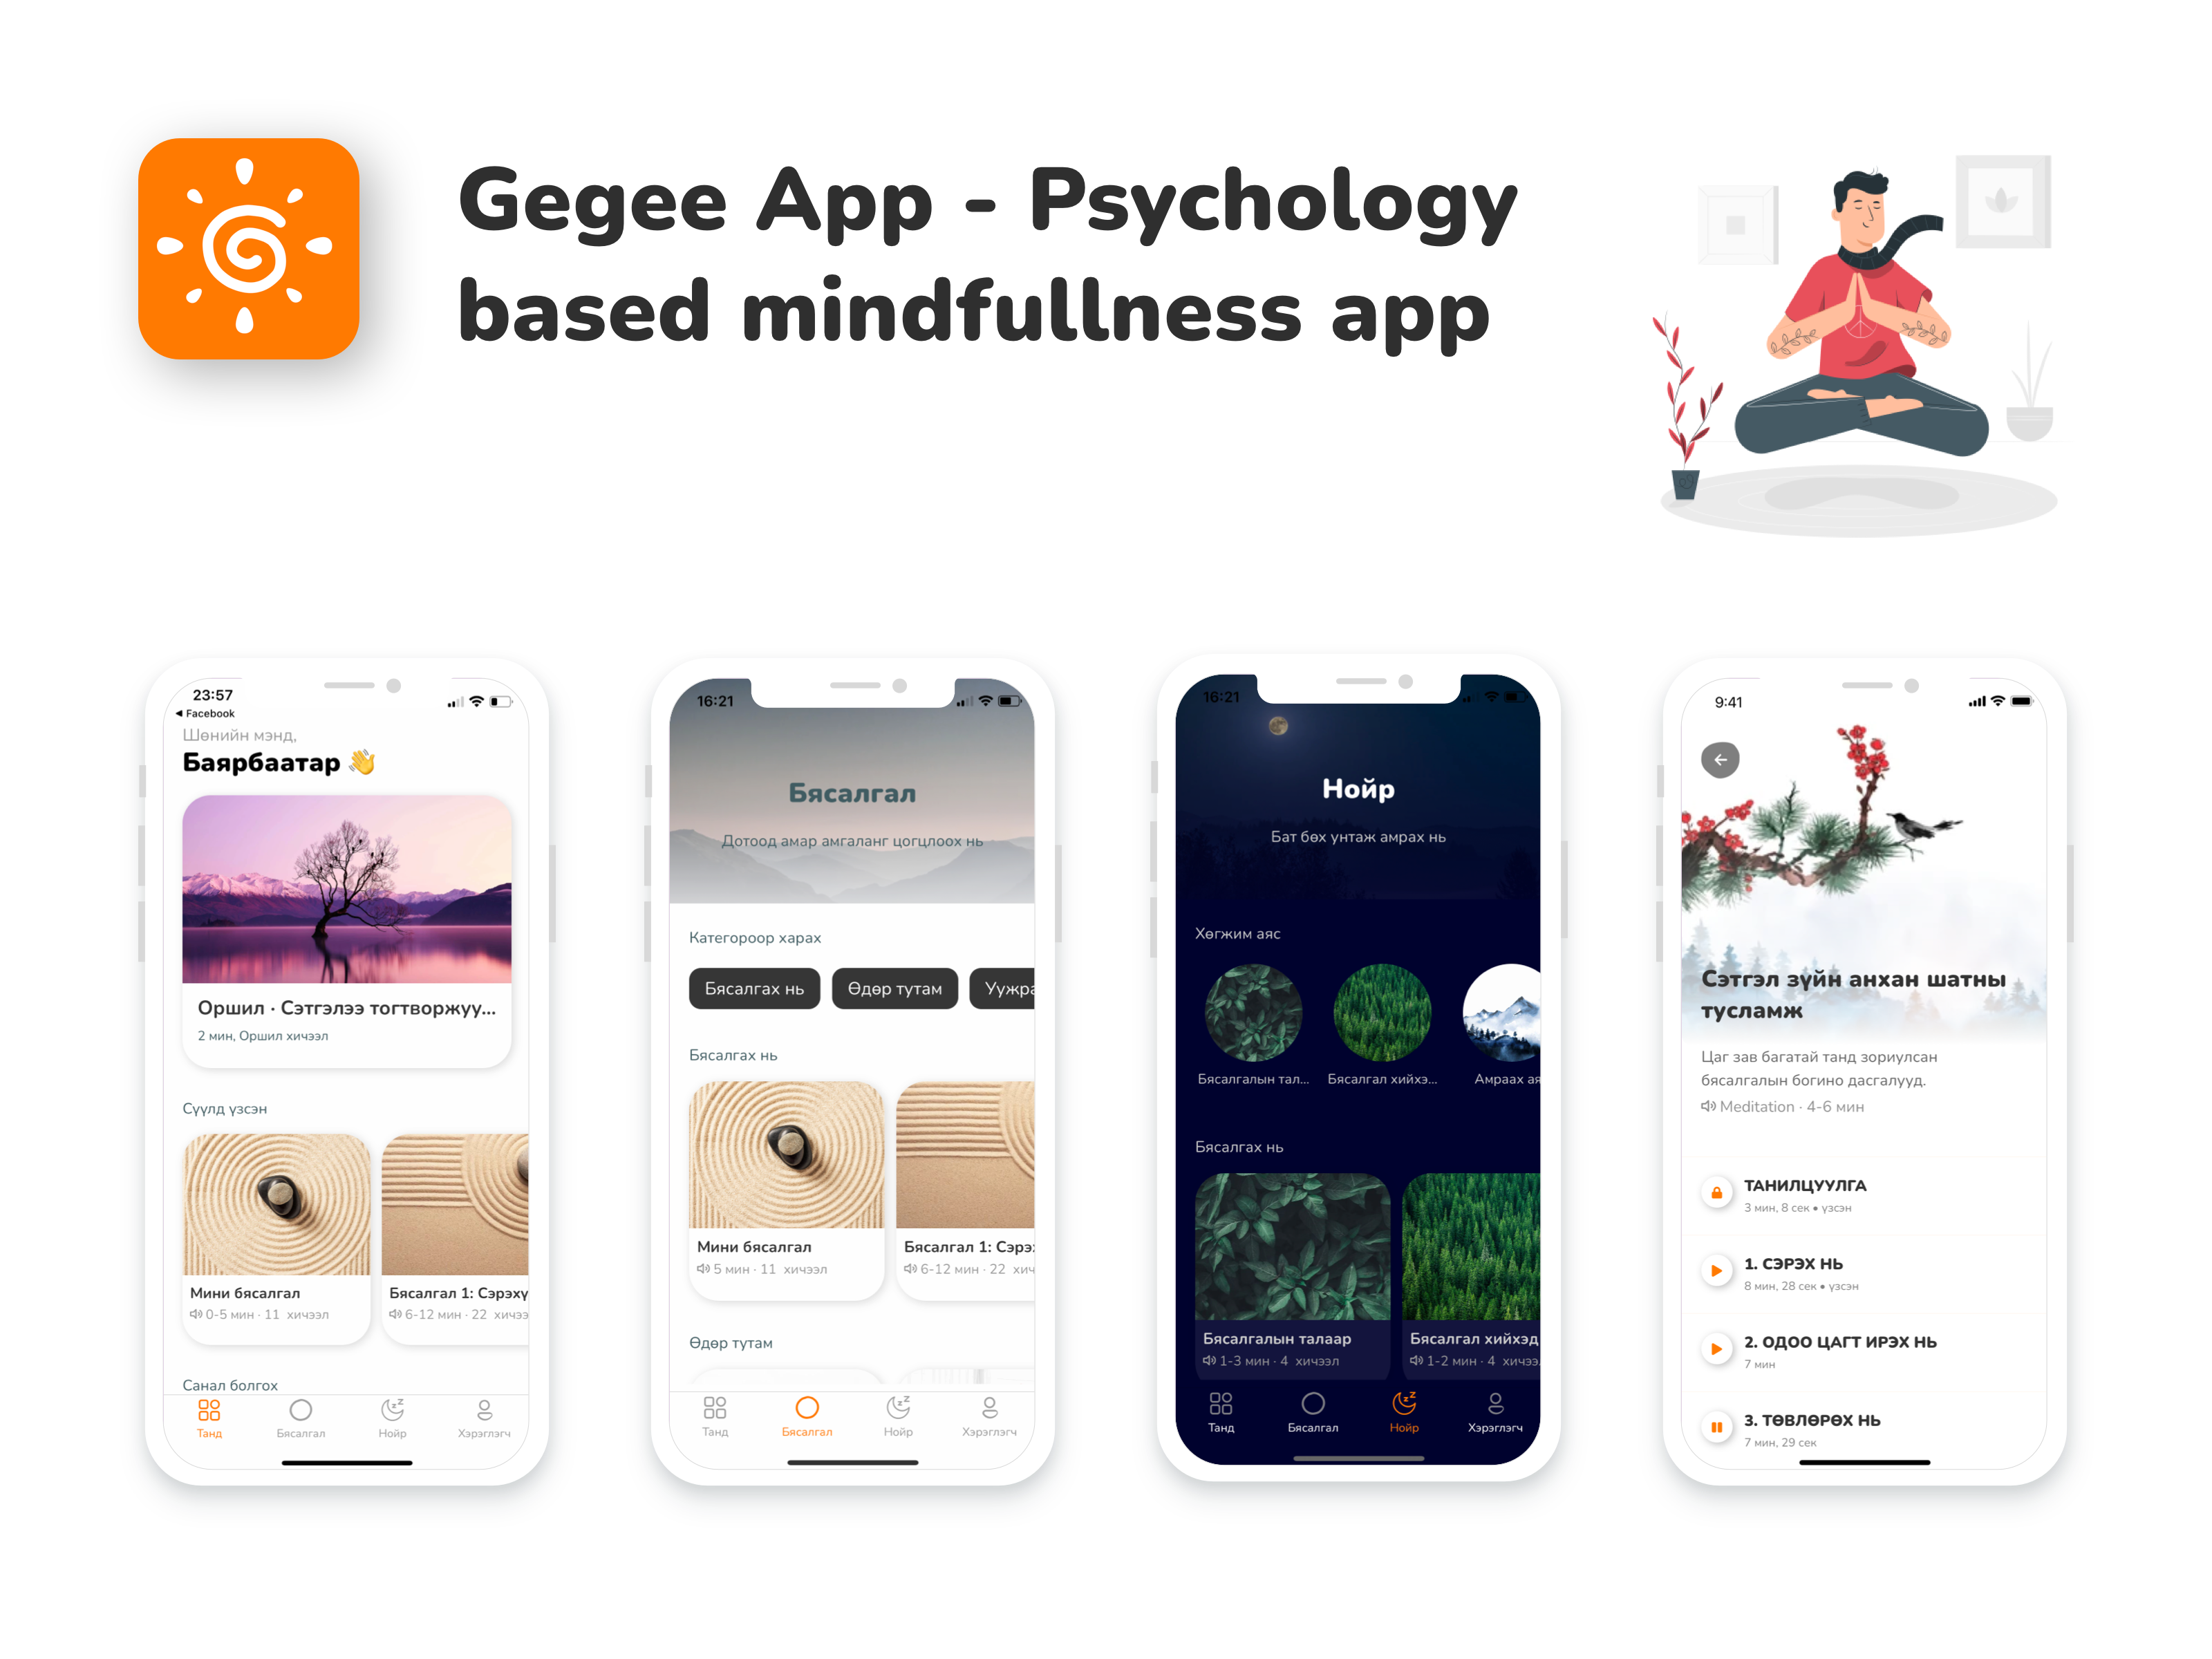 Gegee App - Psychology
based mindfullness app
23:57
◀ Facebook
Шөнийн мэнд,
Баярбаатар 👋
Оршил · Сэтгэлээ тогтворжуу...
2 мин, Оршил хичээл
Сүүлд үзсэн
Мини бясалгал
0-5 мин · 11 хичээл
Бясалгал 1: Сэрэхү
6-12 мин · 22 хичээ
Санал болгох
Танд
Бясалгал
Нойр
Хэрэглэгч
16:21
Бясалгал
Дотоод амар амгаланг цогцлоох нь
Категороор харах
Бясалгах нь
Өдөр тутам
Уужра
Бясалгах нь
Мини бясалгал
5 мин · 11 хичээл
Бясалгал 1: Сэрэ
6-12 мин · 22 хич
Өдөр тутам
Танд
Бясалгал
Нойр
Хэрэглэгч
16:21
Нойр
Бат бөх унтаж амрах нь
Хөгжим аяс
Бясалгалын тал...
Бясалгал хийхэ...
Амраах ая
Бясалгах нь
Бясалгалын талаар
1-3 мин · 4 хичээл
Бясалгал хийхэд
1-2 мин · 4 хичээ
Танд
Бясалгал
Нойр
Хэрэглэгч
9:41
Сэтгэл зүйн анхан шатны
тусламж
Цаг зав багатай танд зориулсан
бясалгалын богино дасгалууд.
Meditation · 4-6 мин
ТАНИЛЦУУЛГА
3 мин, 8 сек • үзсэн
1. СЭРЭХ НЬ
8 мин, 28 сек • үзсэн
2. ОДОО ЦАГТ ИРЭХ НЬ
7 мин
3. ТӨВЛӨРӨХ НЬ
7 мин, 29 сек